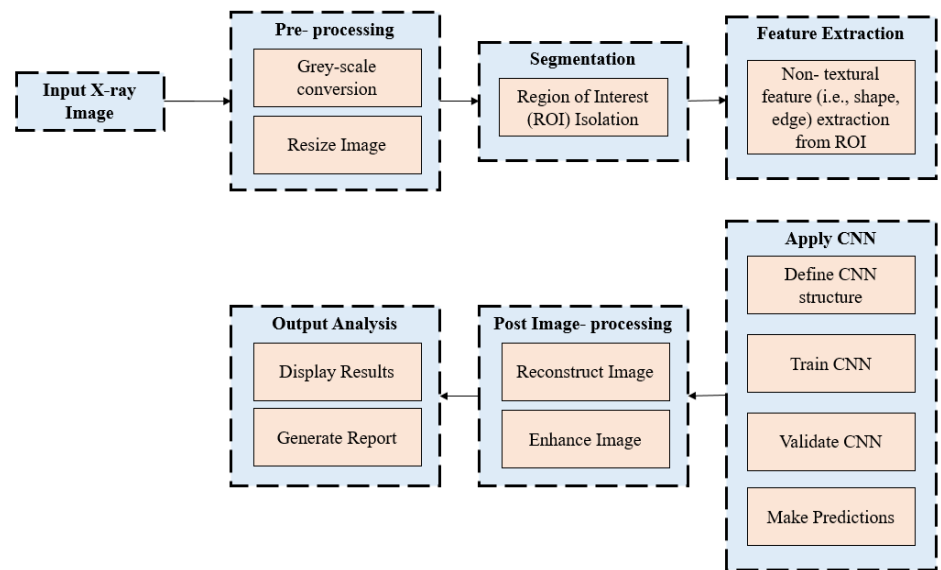 Input X-ray
Image
Pre- processing
Grey-scale
conversion
Resize Image
Segmentation
Region of Interest
(ROI) Isolation
Feature Extraction
Non- textural
feature (i.e., shape,
edge) extraction
from ROI
Apply CNN
Define CNN
structure
Train CNN
Validate CNN
Make Predictions
Post Image- processing
Reconstruct Image
Enhance Image
Output Analysis
Display Results
Generate Report